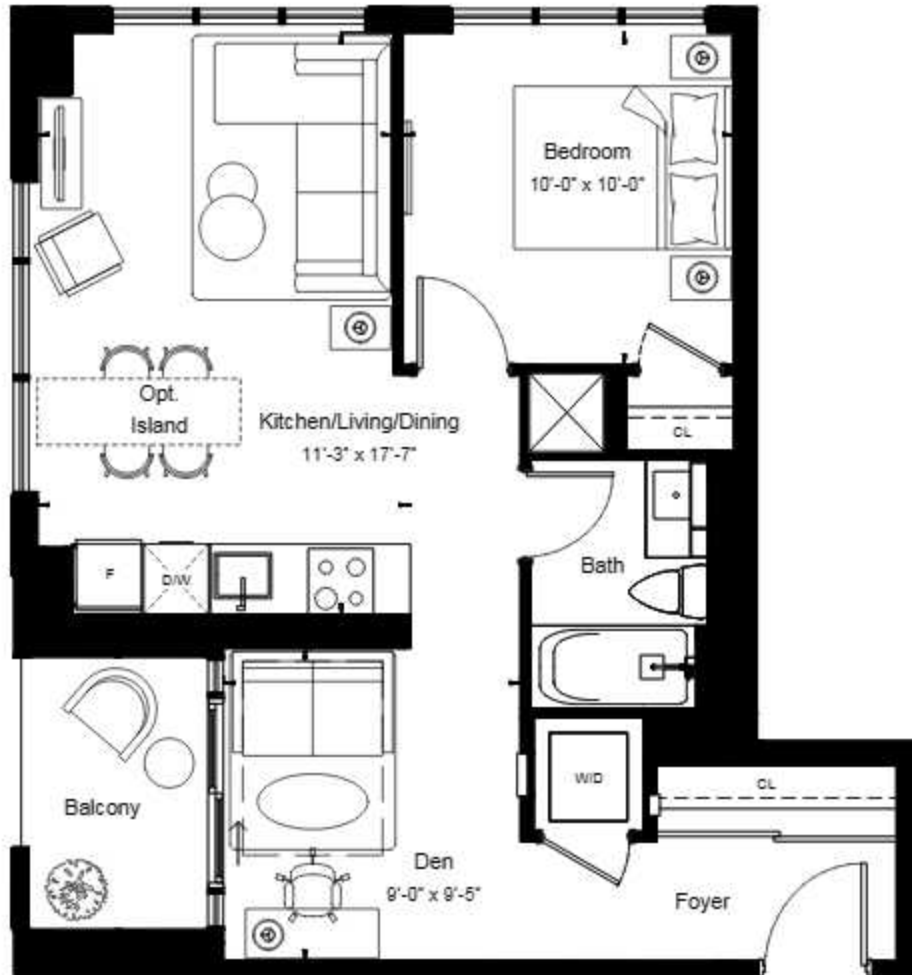 Bedroom
10'-0" x 10'-0"
Opt.
Island
Kitchen/Living/Dining
11'-3" x 17'-7"
CL
F
D/W
Bath
W/D
CL
Balcony
Den
9'-0" x 9'-5"
Foyer